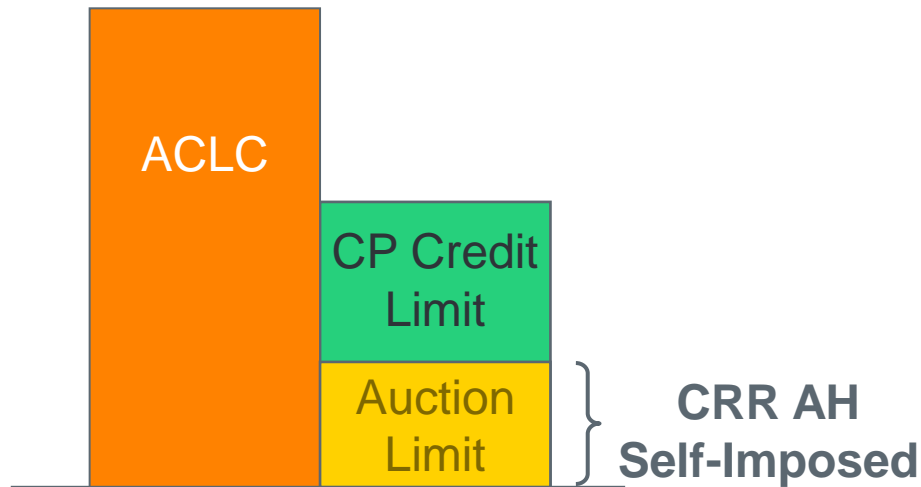 ACLC
CP Credit
Limit
Auction
Limit
CRR AH
Self-Imposed